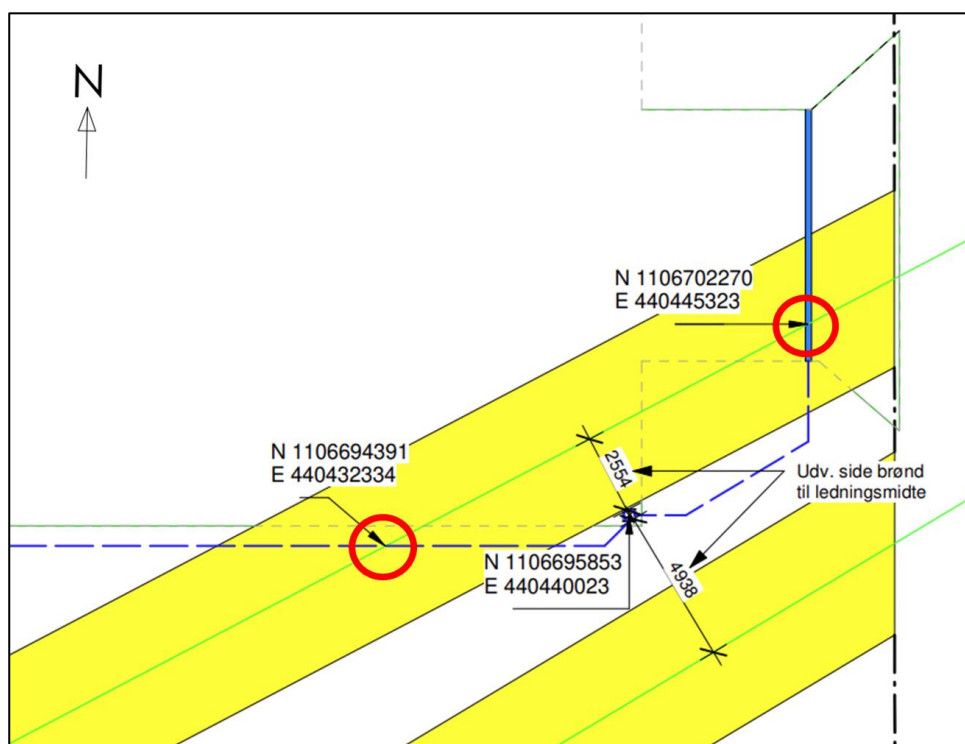 N
N 1106702270
E 440445323
N 1106694391
E 440432334
2554
Udv. side brønd
til ledningsmidte
N 1106695853
E 440440023
4938